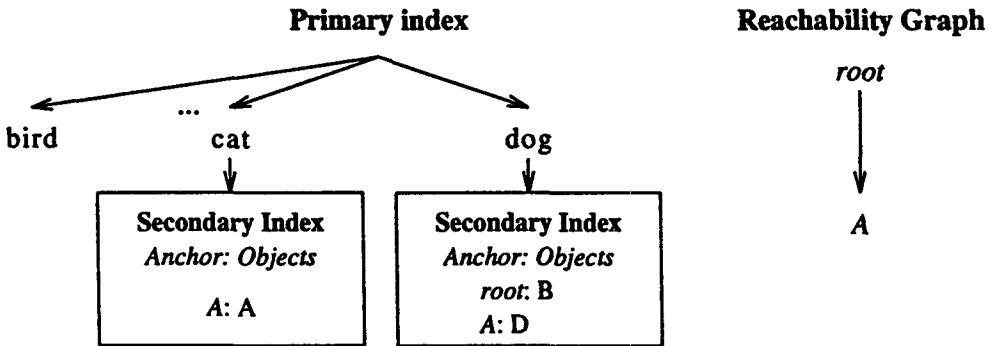 Primary index
Reachability Graph
root
...
bird
cat
dog
Secondary Index
Anchor: Objects
A: A
Secondary Index
Anchor: Objects
root: B
A: D
A